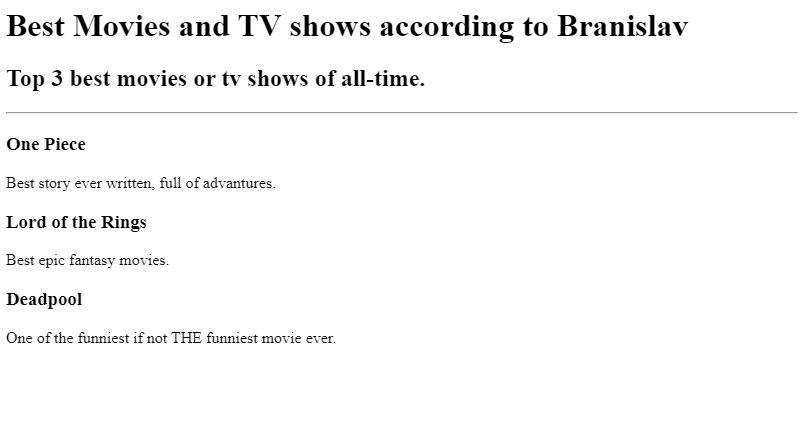 Best Movies and TV shows according to Branislav
Top 3 best movies or tv shows of all-time.
One Piece
Best story ever written, full of advantures.
Lord of the Rings
Best epic fantasy movies.
Deadpool
One of the funniest if not THE funniest movie ever.